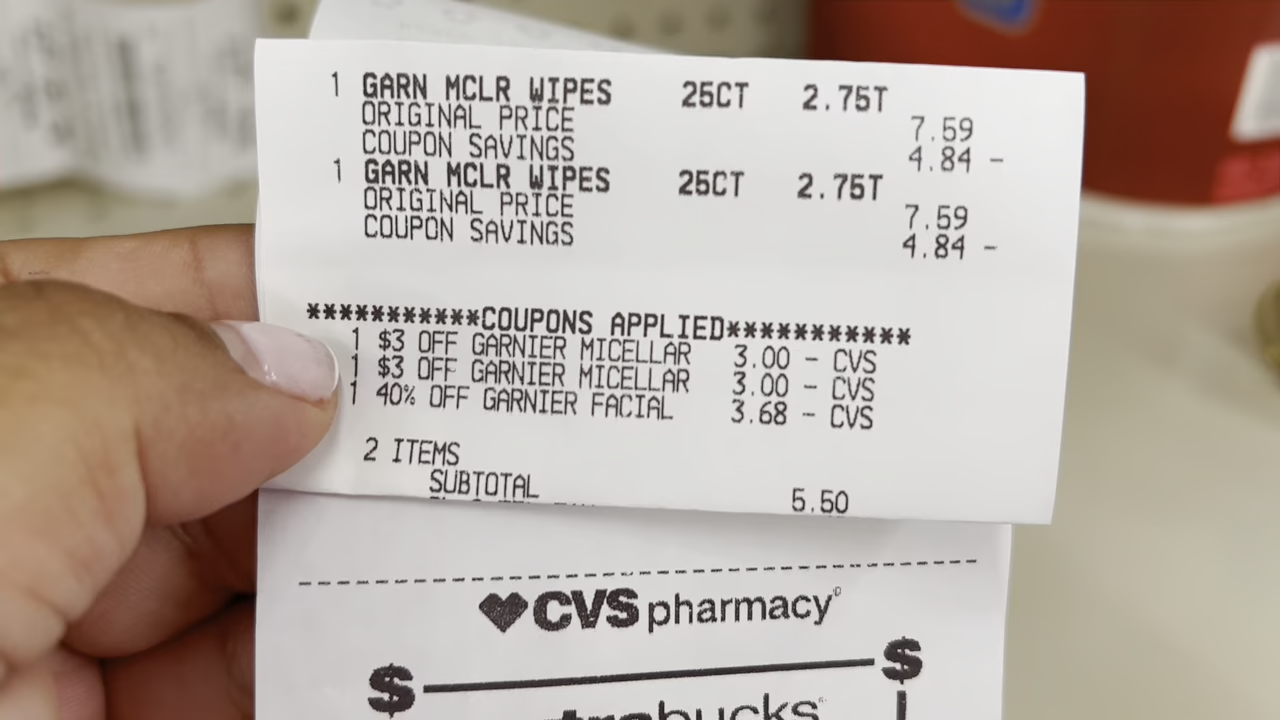 1 GARN MCLR WIPES 25CT 2.75T
ORIGINAL PRICE 7.59
COUPON SAVINGS 4.84 -
1 GARN MCLR WIPES 25CT 2.75T
ORIGINAL PRICE 7.59
COUPON SAVINGS 4.84 -
***********COUPONS APPLIED***********
1 $3 OFF GARNIER MICELLAR 3.00 - CVS
1 $3 OFF GARNIER MICELLAR 3.00 - CVS
1 40% OFF GARNIER FACIAL 3.68 - CVS
2 ITEMS
SUBTOTAL 5.50
CVS pharmacy
$ $